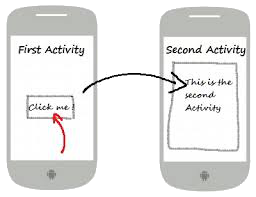 First Activity
Click me !
Second Activity
This is the
second
Activity